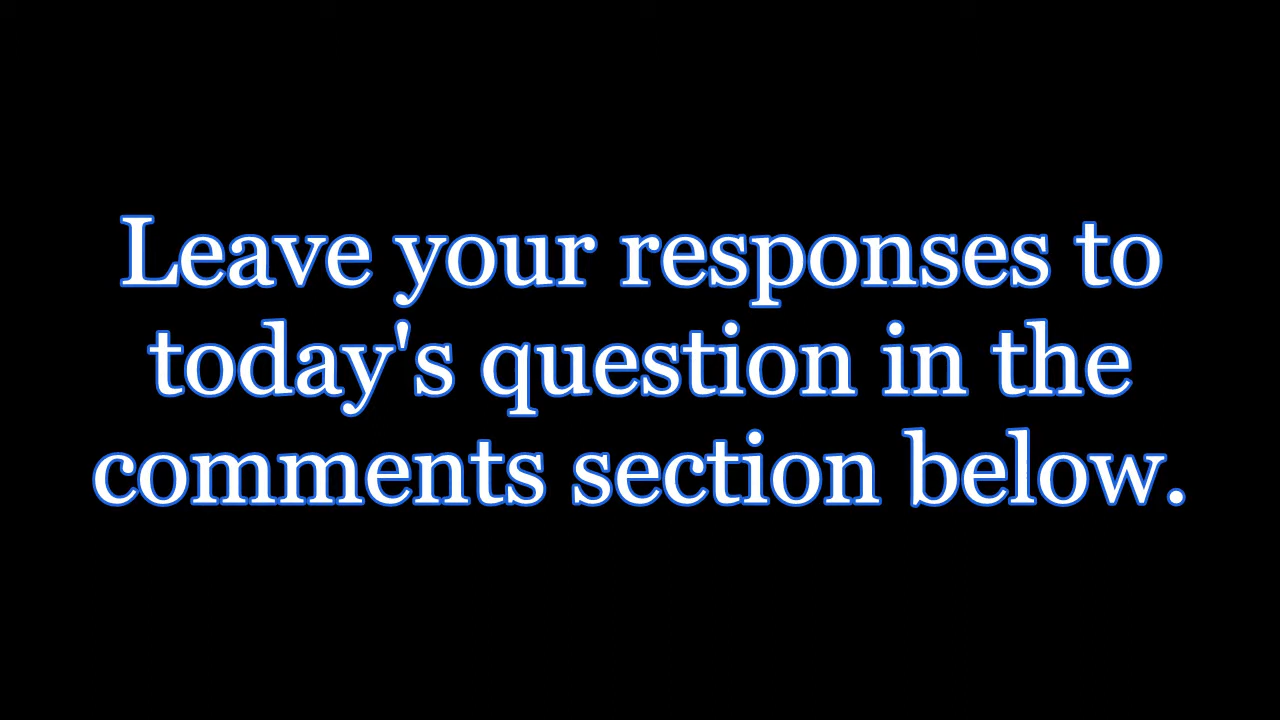 Leave your responses to
today's question in the
comments section below.